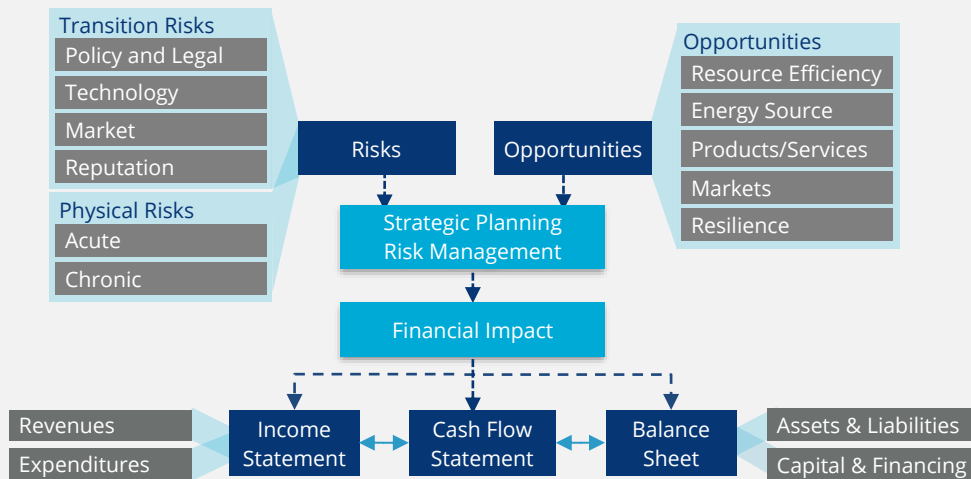 Transition Risks
Policy and Legal
Technology
Market
Reputation
Physical Risks
Acute
Chronic
Risks
Opportunities
Opportunities
Resource Efficiency
Energy Source
Products/Services
Markets
Resilience
Strategic Planning
Risk Management
Financial Impact
Revenues
Expenditures
Income
Statement
Cash Flow
Statement
Balance
Sheet
Assets & Liabilities
Capital & Financing